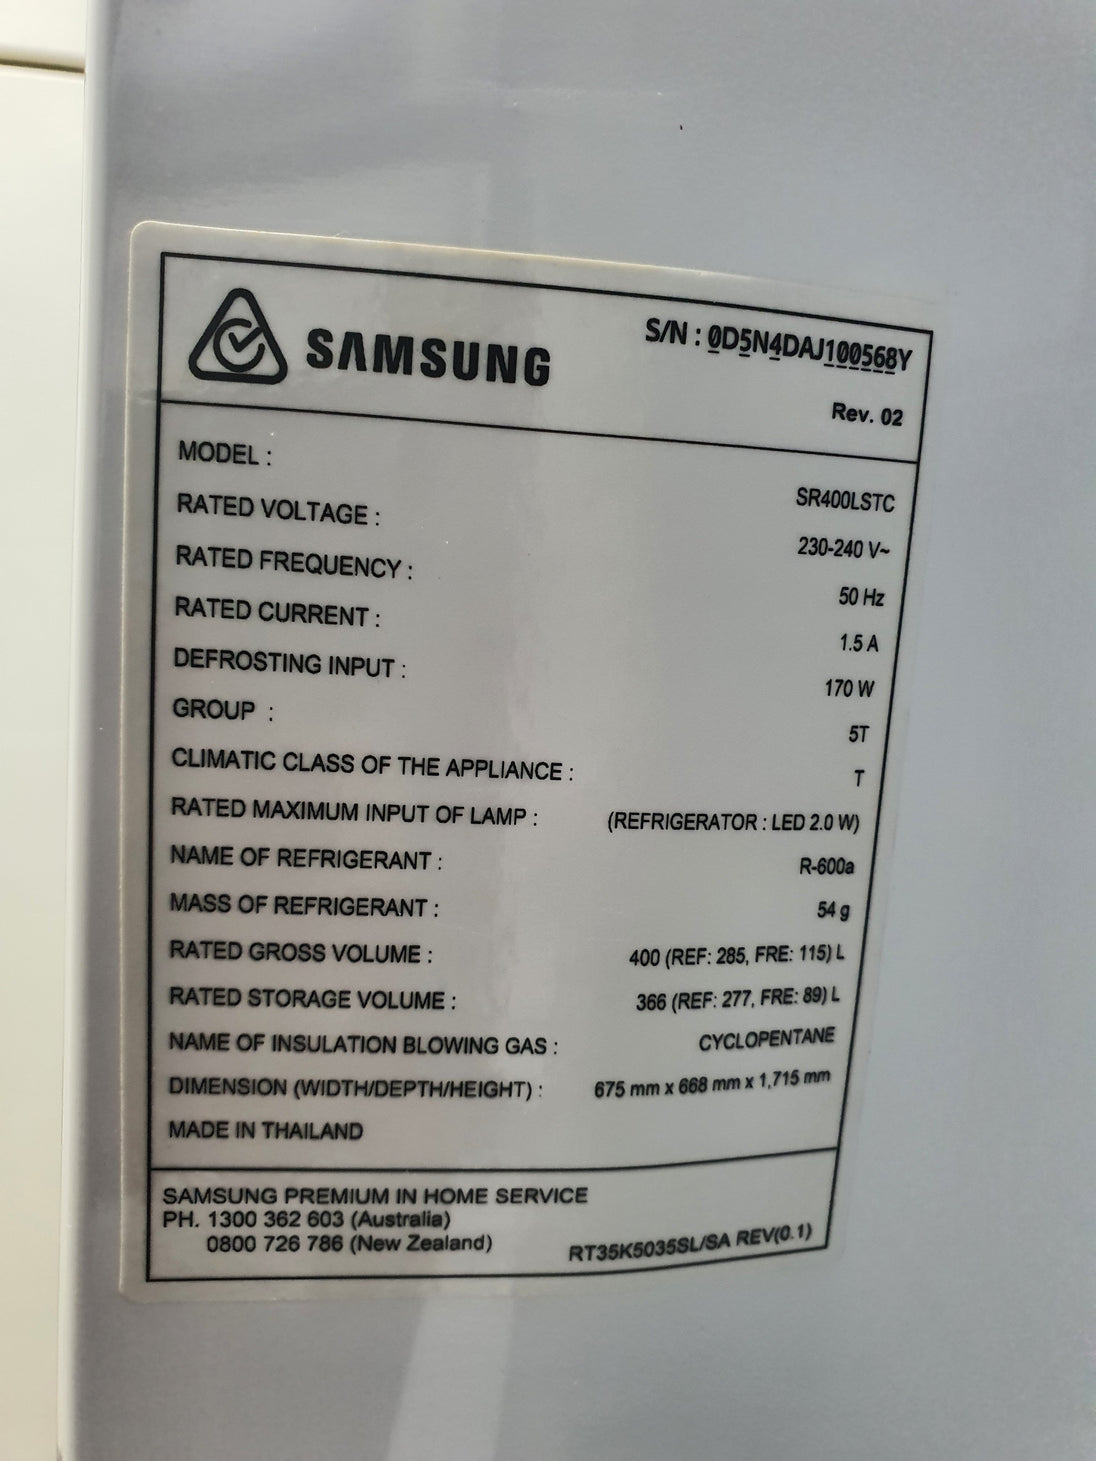 SAMSUNG
S/N : 0D5N4DAJ100568Y
Rev. 02
MODEL : SR400LSTC
RATED VOLTAGE : 230-240 V~
RATED FREQUENCY : 50 Hz
RATED CURRENT : 1.5 A
DEFROSTING INPUT : 170 W
GROUP : 5T
CLIMATIC CLASS OF THE APPLIANCE : T
RATED MAXIMUM INPUT OF LAMP : (REFRIGERATOR : LED 2.0 W)
NAME OF REFRIGERANT : R-600a
MASS OF REFRIGERANT : 54 g
RATED GROSS VOLUME : 400 (REF: 285, FRE: 115) L
RATED STORAGE VOLUME : 366 (REF: 277, FRE: 89) L
NAME OF INSULATION BLOWING GAS : CYCLOPENTANE
DIMENSION (WIDTH/DEPTH/HEIGHT) : 675 mm x 668 mm x 1,715 mm
MADE IN THAILAND
SAMSUNG PREMIUM IN HOME SERVICE
PH. 1300 362 603 (Australia)
0800 726 786 (New Zealand)
RT35K5035SL/SA REV(0.1)